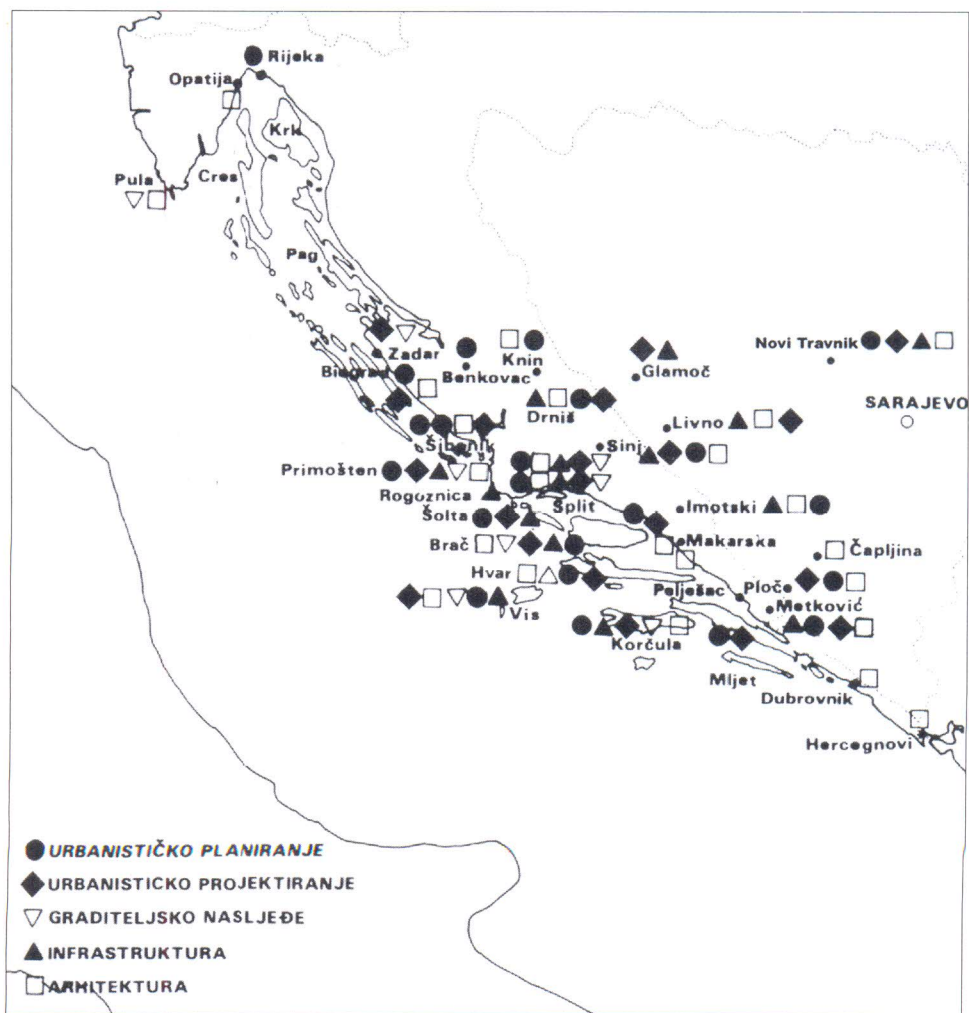 Rijeka
Opatija
Krk
Pula
Cres
Pag
Zadar
Knin
Novi Travnik
Biograd
Benkovac
Glamoč
Drniš
SARAJEVO
Livno
Šibenik
Sinj
Primošten
Rogoznica
Split
Imotski
Šolta
Brač
Makarska
Čapljina
Hvar
Pelješac
Ploče
Vis
Metković
Korčula
Mljet
Dubrovnik
Hercegnovi
URBANISTIČKO PLANIRANJE
URBANISTICKO PROJEKTIRANJE
GRADITELJSKO NASLJEĐE
INFRASTRUKTURA
ARHITEKTURA